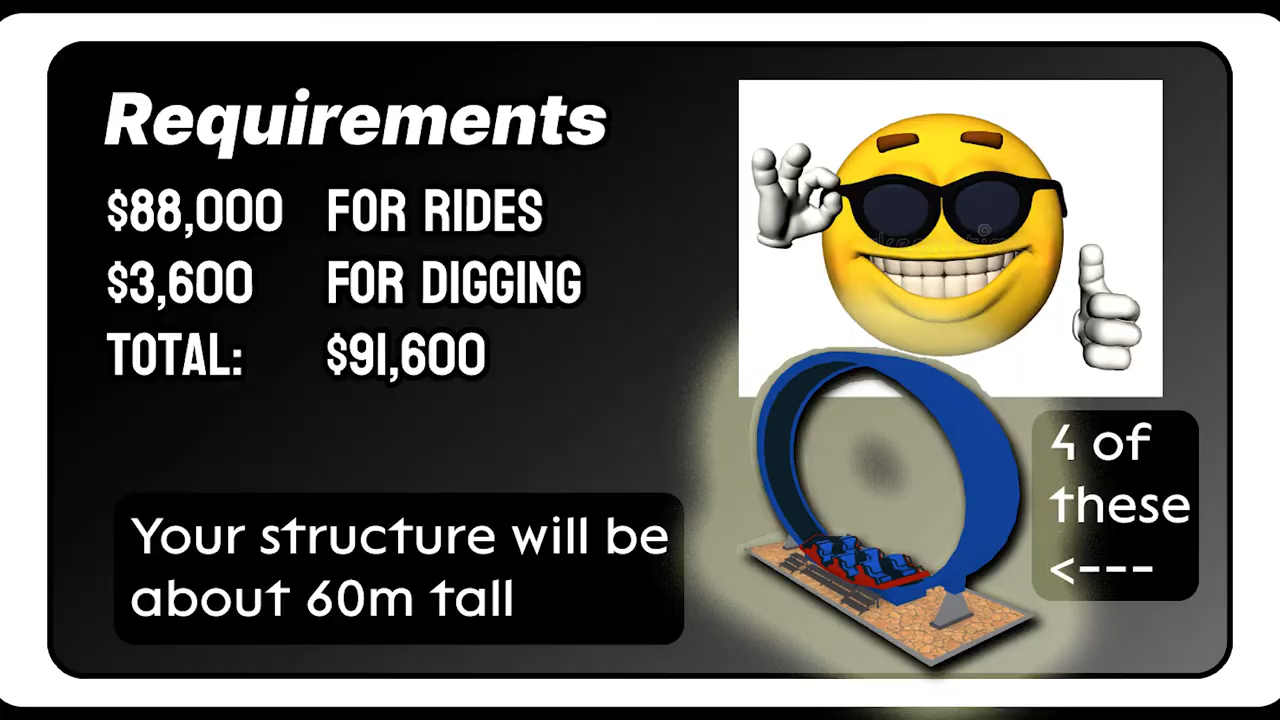 Requirements
$88,000 FOR RIDES
$3,600 FOR DIGGING
TOTAL: $91,600
Your structure will be
about 60m tall
4 of
these
<---